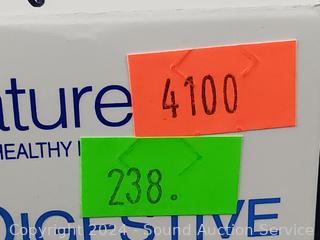 ature 4100
HEALTHY
238.
DIGESTIVE
Copyright 2024 - Sound Auction Service